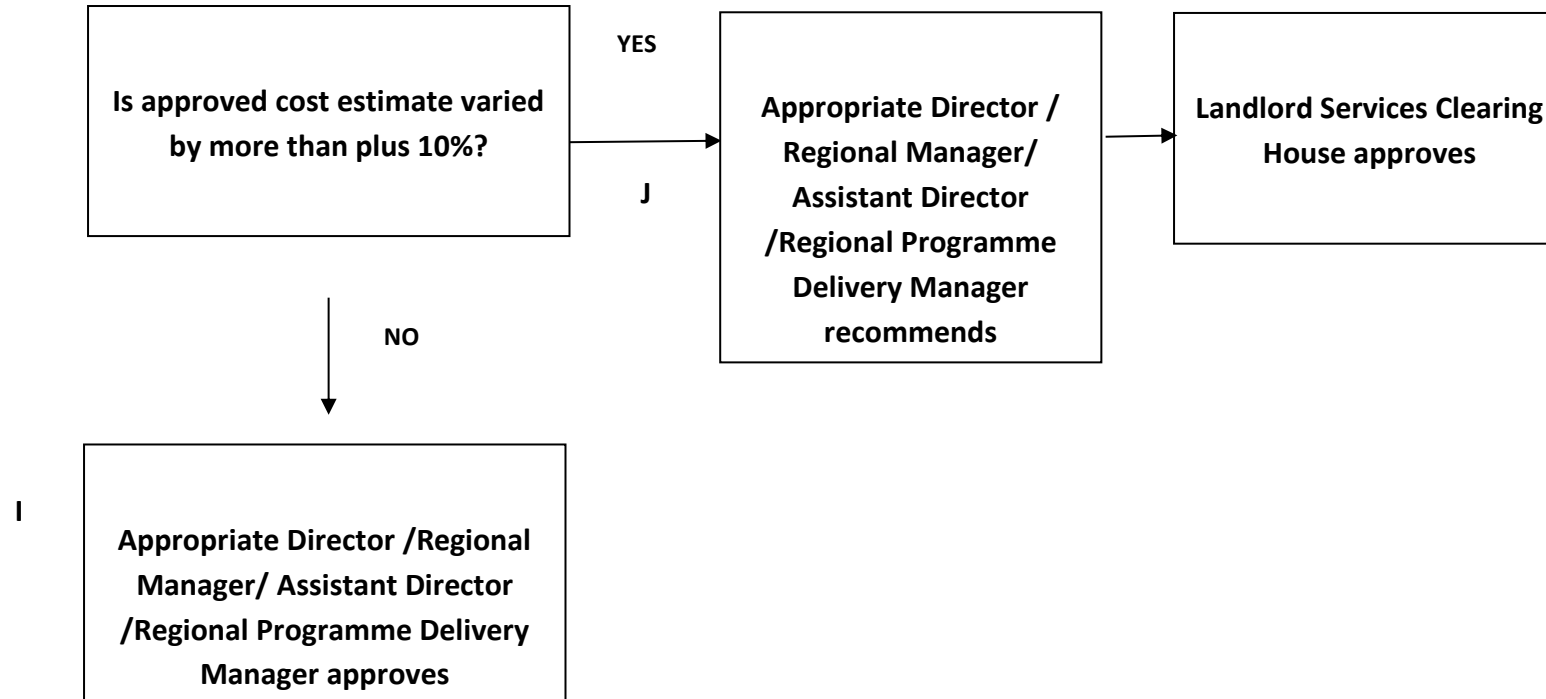 Is approved cost estimate varied
by more than plus 10%?
YES
J
Appropriate Director /
Regional Manager/
Assistant Director
/Regional Programme
Delivery Manager
recommends
Landlord Services Clearing
House approves
NO
I
Appropriate Director /Regional
Manager/ Assistant Director
/Regional Programme Delivery
Manager approves